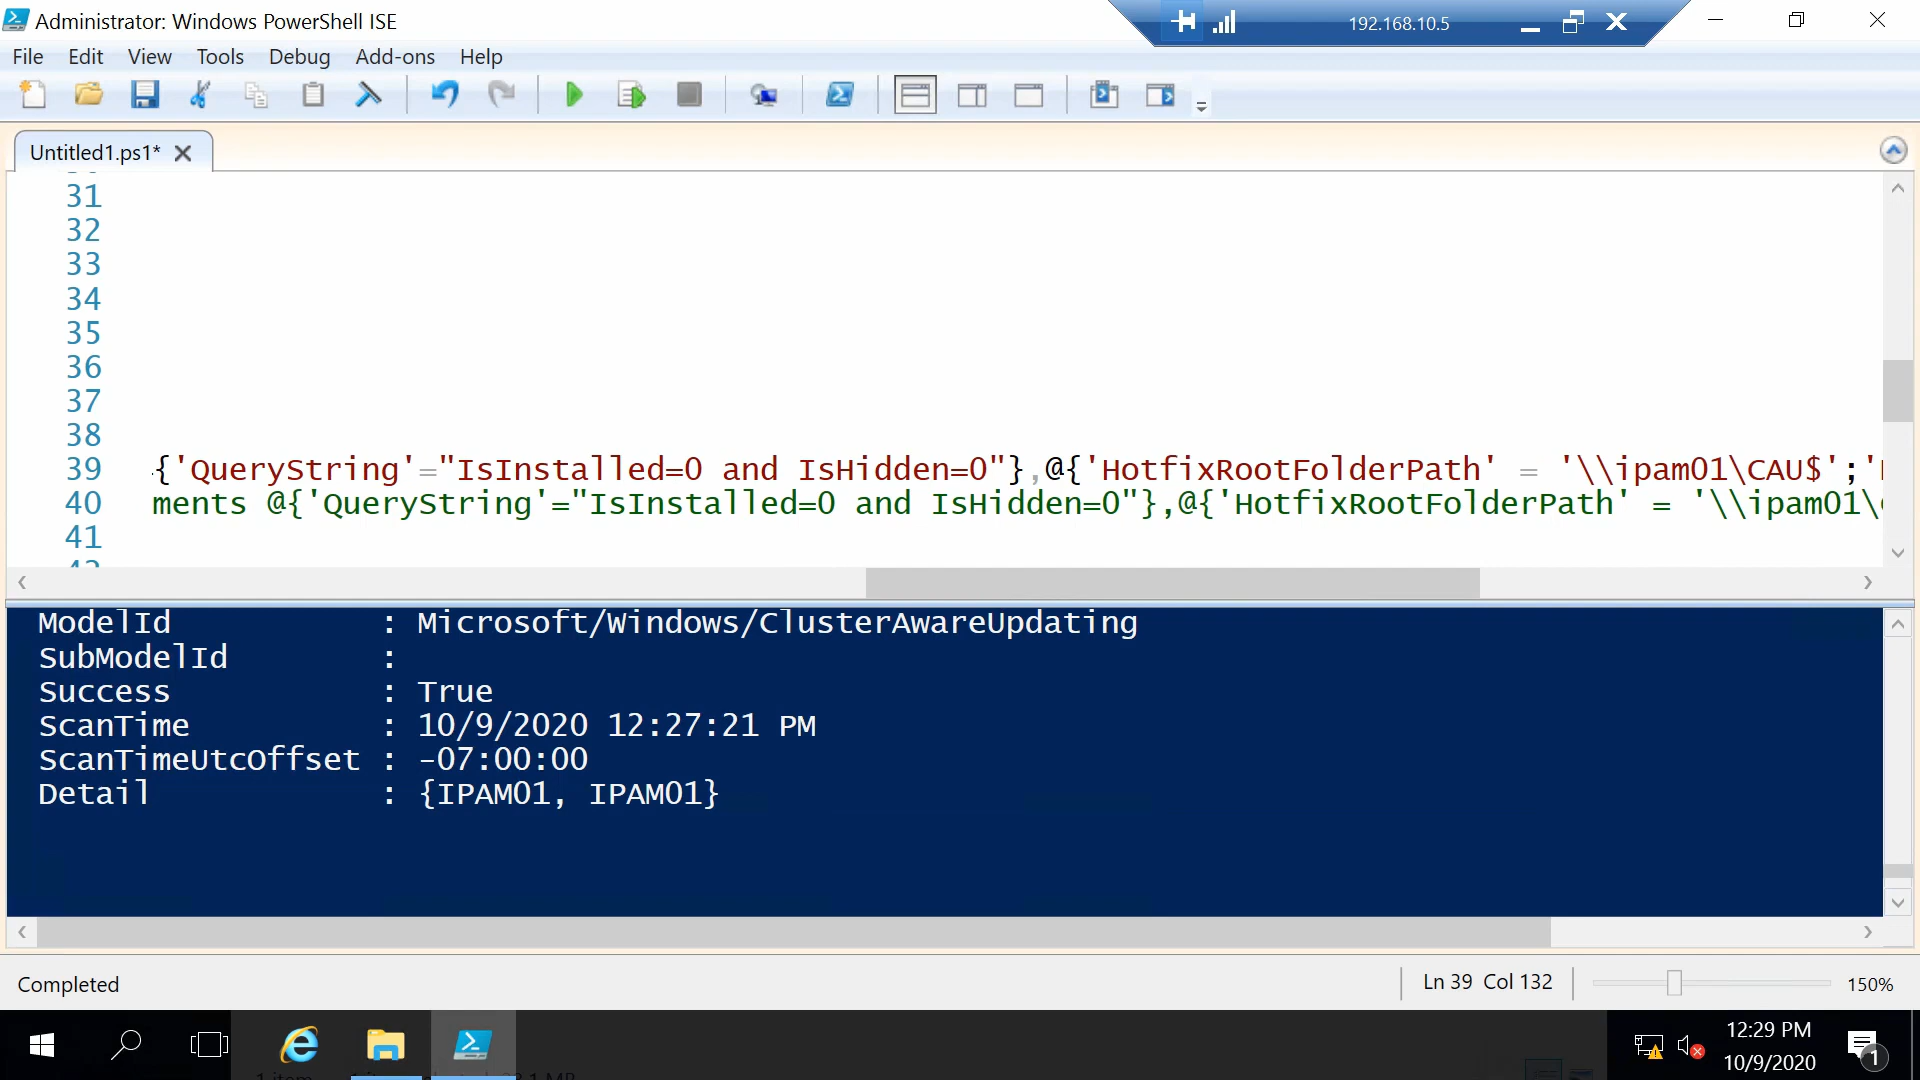 Administrator: Windows PowerShell ISE
192.168.10.5
File Edit View Tools Debug Add-ons Help
Untitled1.ps1*
31
32
33
34
35
36
37
38
39 {'QueryString'="IsInstalled=0 and IsHidden=0"},@{'HotfixRootFolderPath' = '\\ipam01\CAU$';'
40 ments @{'QueryString'="IsInstalled=0 and IsHidden=0"},@{'HotfixRootFolderPath' = '\\ipam01\
41
ModelId : Microsoft/Windows/ClusterAwareUpdating
SubModelId :
Success : True
ScanTime : 10/9/2020 12:27:21 PM
ScanTimeUtcOffset : -07:00:00
Detail : {IPAM01, IPAM01}
Completed
Ln 39 Col 132
150%
12:29 PM
10/9/2020
1